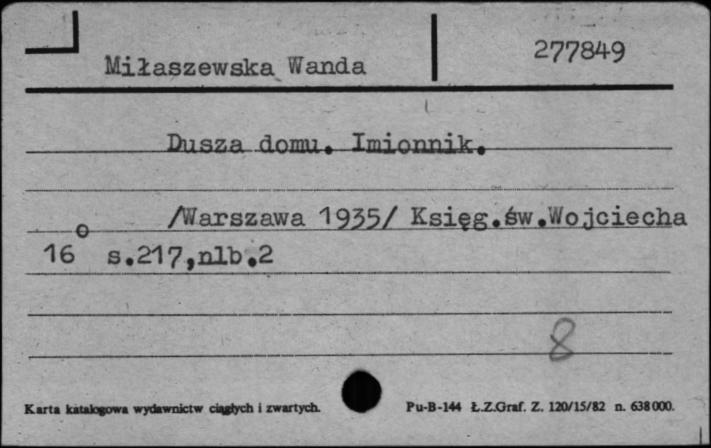 Miłaszewska Wanda
277849
Dusza domu. Imionnik.
/Warszawa 1935/ Księg.św.Wojciecha
16° s.217,nlb.2
8
Karta katalogowa wydawnictw ciągłych i zwartych.
Pu-B-144 Ł.Z.Graf. Z. 120/15/82 n. 638000.